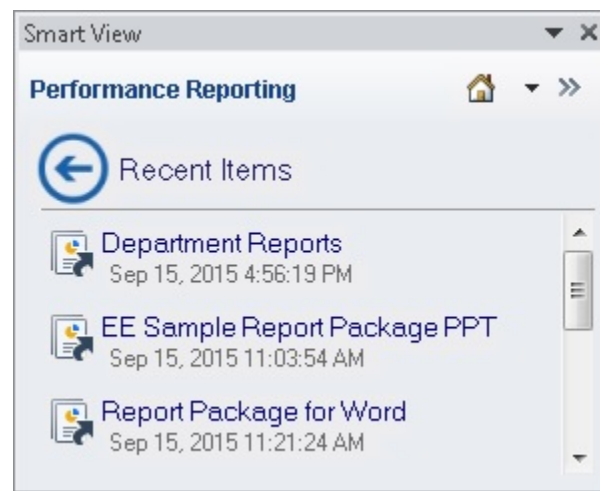 Smart View
Performance Reporting
Recent Items
Department Reports
Sep 15, 2015 4:56:19 PM
EE Sample Report Package PPT
Sep 15, 2015 11:03:54 AM
Report Package for Word
Sep 15, 2015 11:21:24 AM